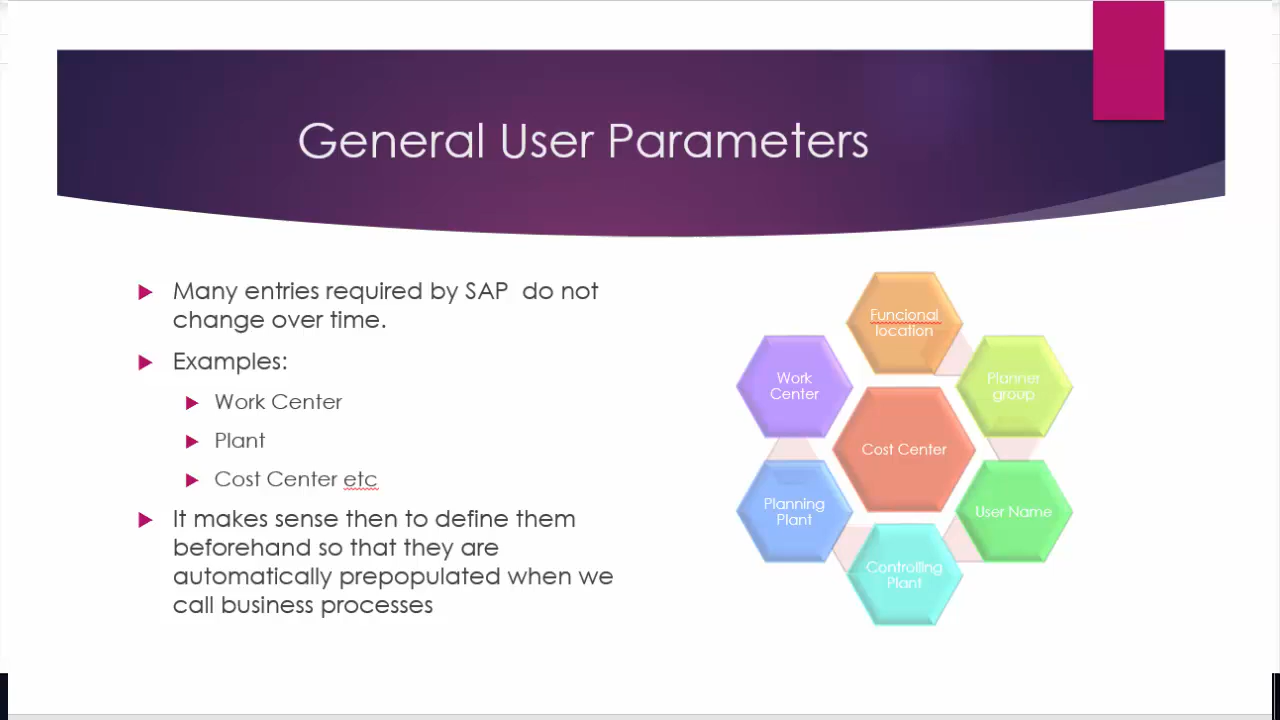 General User Parameters
Many entries required by SAP  do not
change over time.
Examples:
Work Center
Plant
Cost Center etc
It makes sense then to define them
beforehand so that they are
automatically prepopulated when we
call business processes
Funcional
location
Work
Center
Planner
group
Cost Center
Planning
Plant
User Name
Controlling
Plant